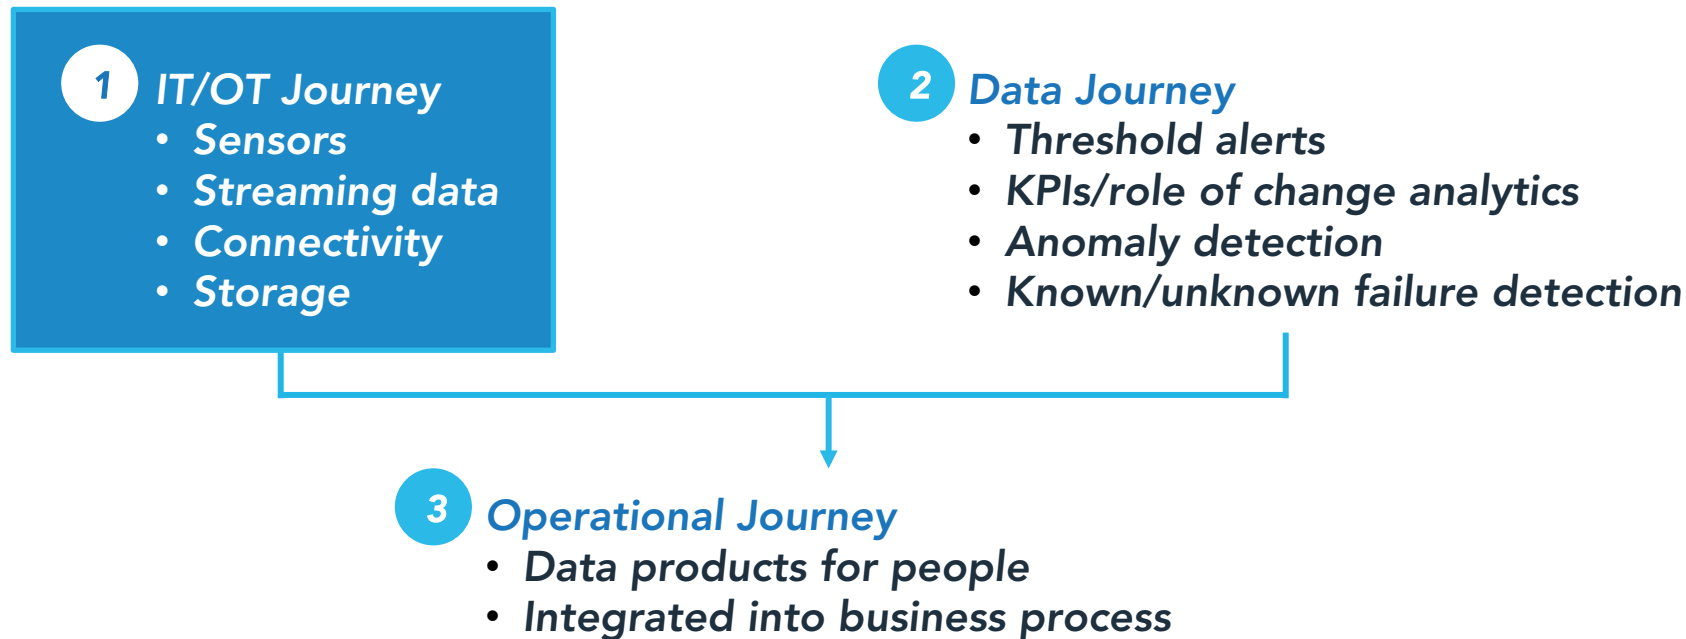 1 IT/OT Journey
• Sensors
• Streaming data
• Connectivity
• Storage
2 Data Journey
• Threshold alerts
• KPIs/role of change analytics
• Anomaly detection
• Known/unknown failure detection
3 Operational Journey
• Data products for people
• Integrated into business process